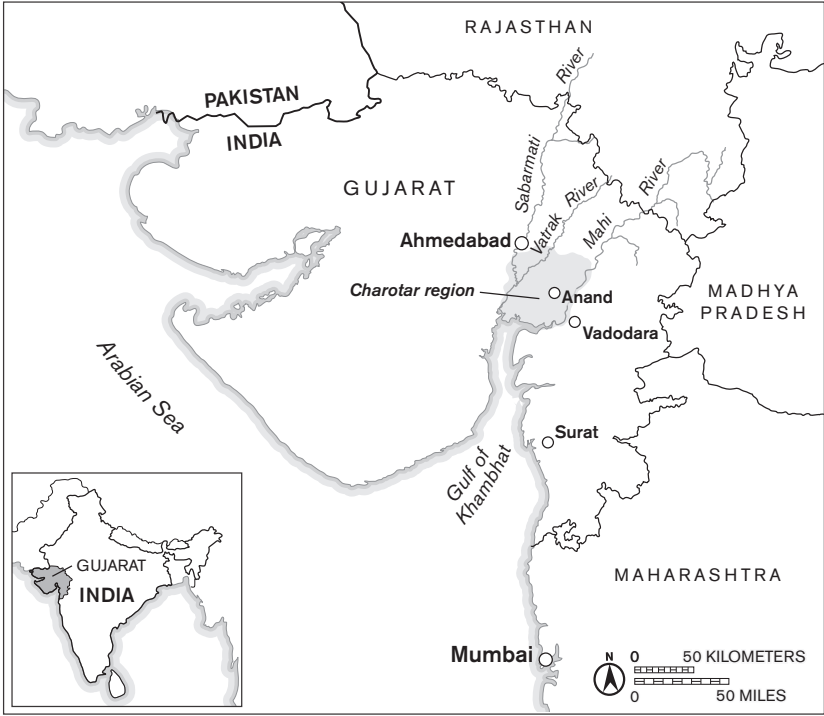 RAJASTHAN
River
PAKISTAN
INDIA
Sabarmati
GUJARAT
River
River
Vatrak
Mahi
Ahmedabad
Charotar region
Anand
MADHYA
PRADESH
Vadodara
Arabian Sea
Surat
Gulf of
Khambhat
GUJARAT
INDIA
MAHARASHTRA
Mumbai
N
0 50 KILOMETERS
0 50 MILES